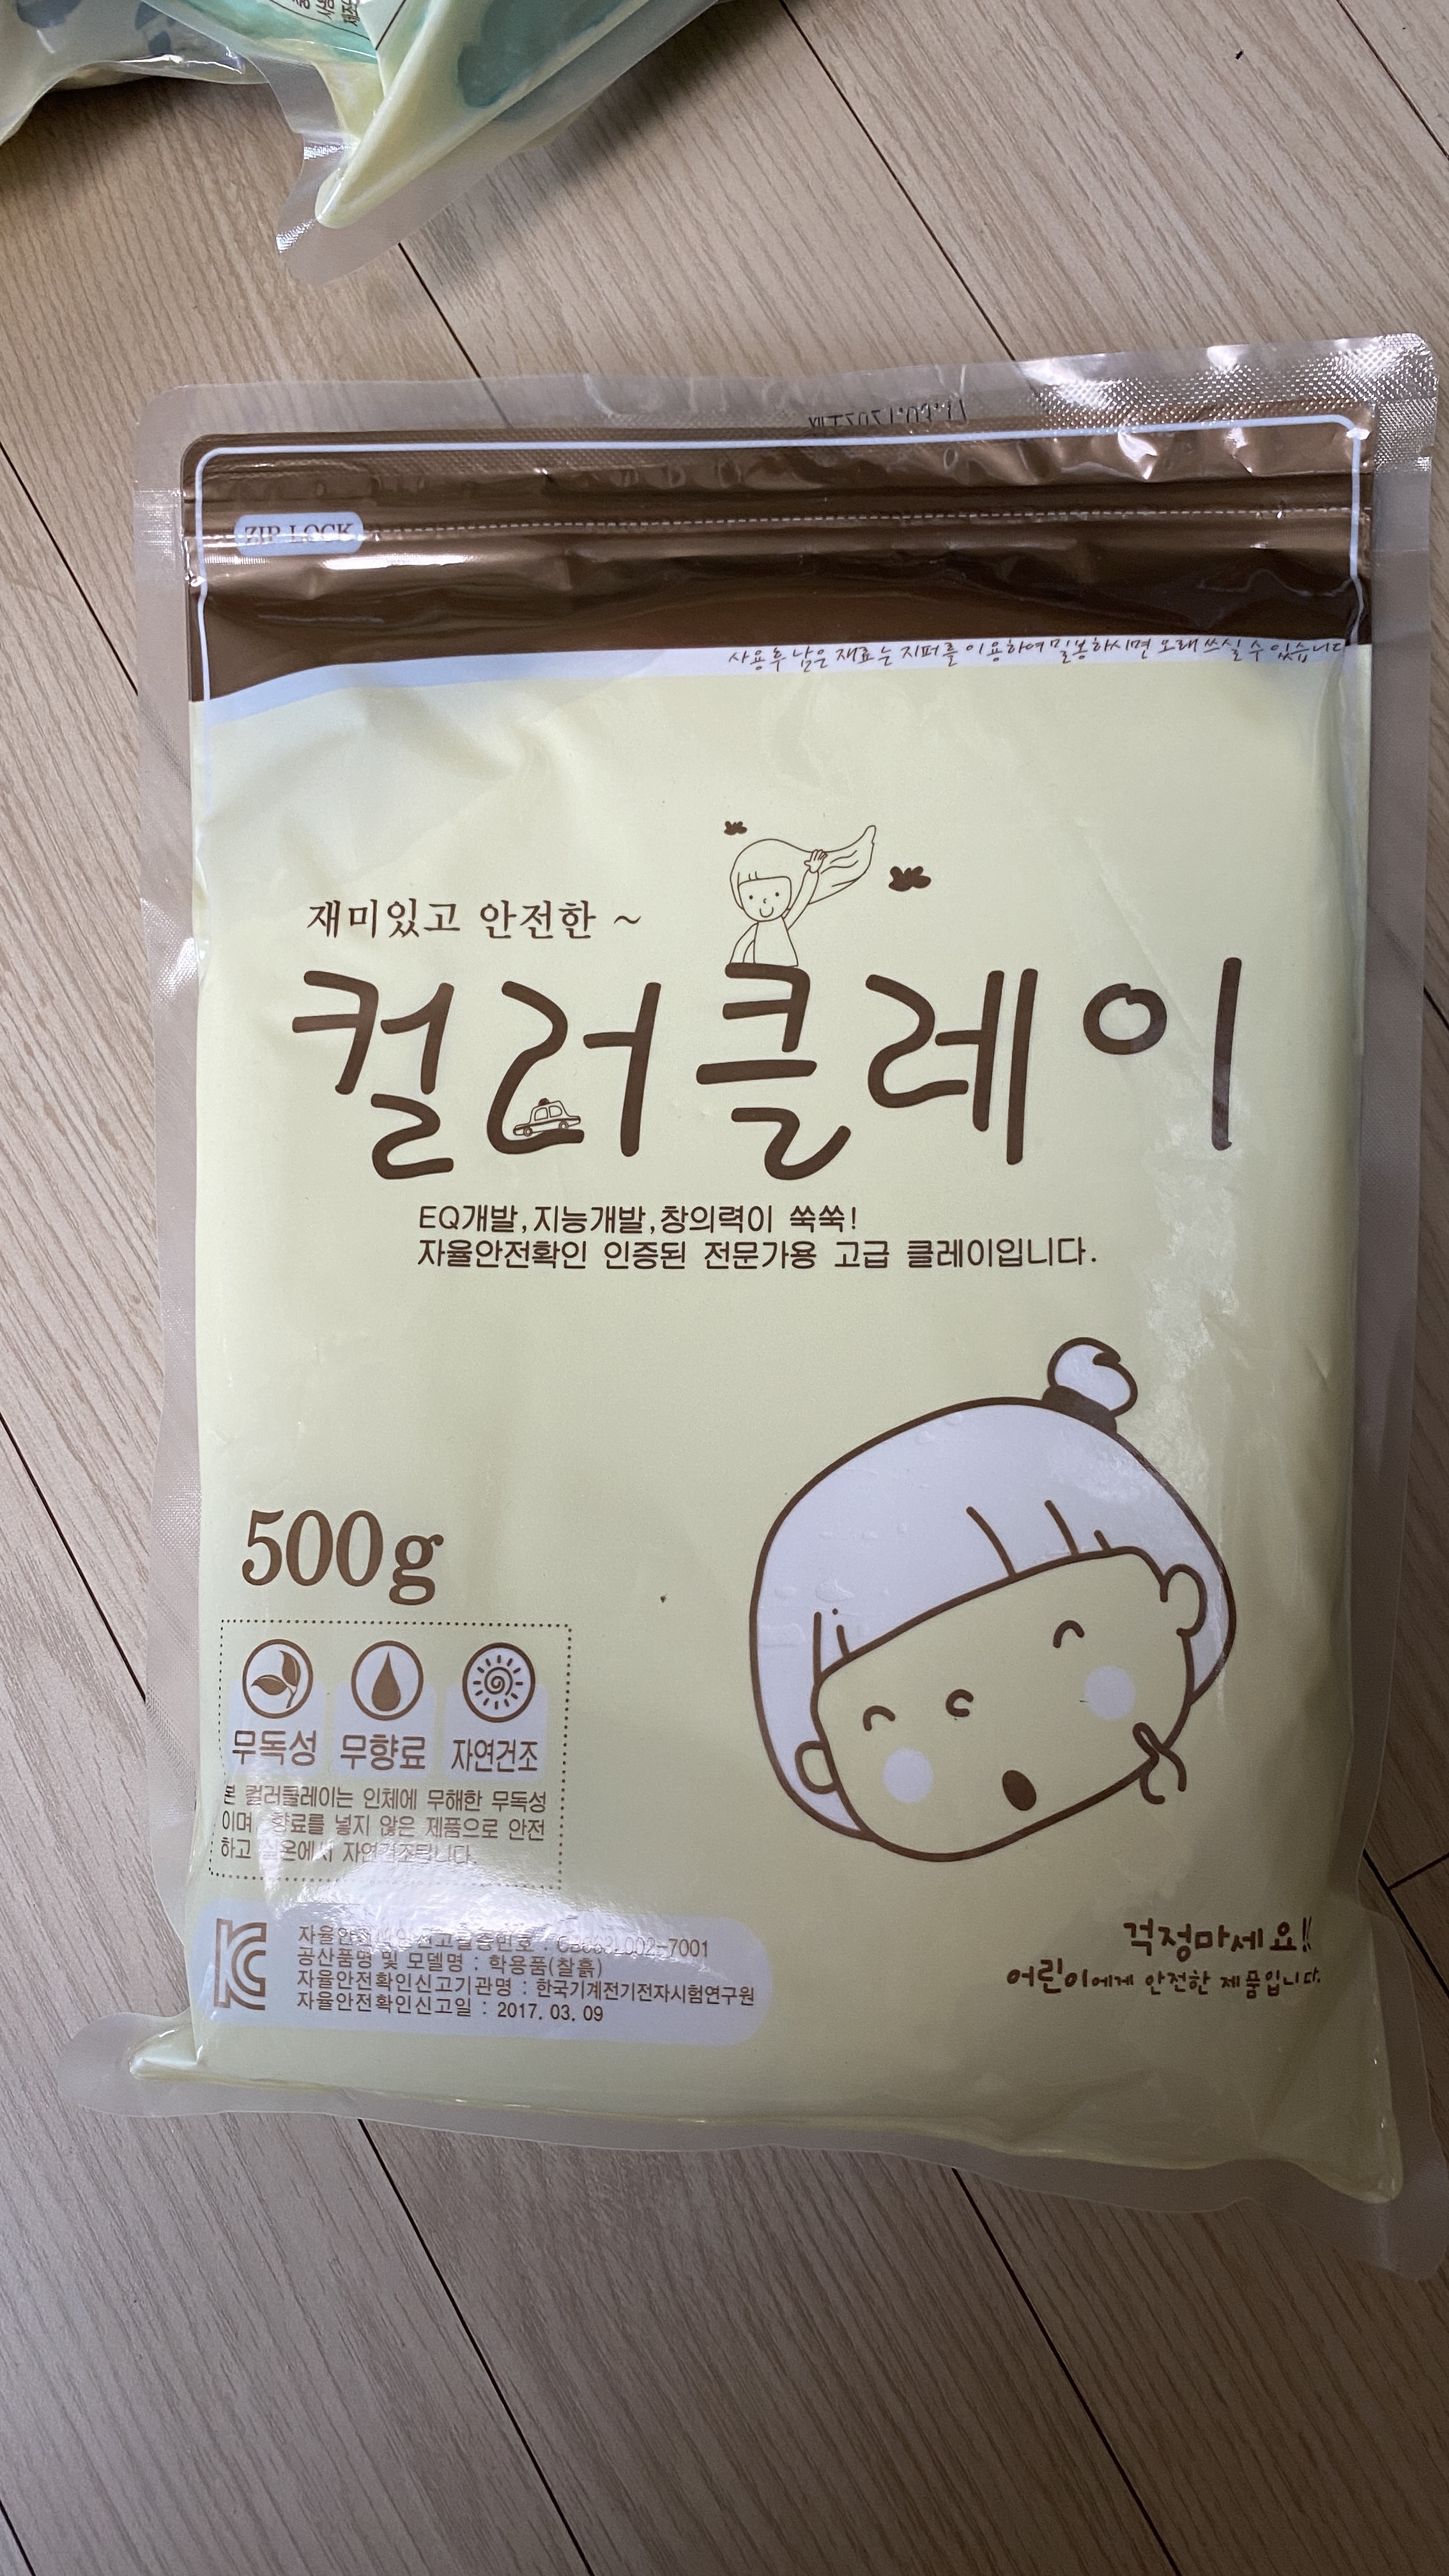 ZIP LOCK
사용후 남은 재료는 지퍼를 이용하여 밀봉하시면 오래 쓰실 수 있습니다
재미있고 안전한 ~
컬러클레이
EQ개발,지능개발,창의력이 쑥쑥!
자율안전확인 인증된 전문가용 고급 클레이입니다.
500g
무독성 무향료 자연건조
본 컬러클레이는 인체에 무해한 무독성
이며 향료를 넣지 않은 제품으로 안전
하고 실온에서 자연건조됩니다.
걱정마세요!!
어린이에게 안전한 제품입니다.
공산품명 및 모델명 : 학용품(찰흙)
자율안전확인신고기관명 : 한국기계전기전자시험연구원
자율안전확인신고일 : 2017. 03. 09